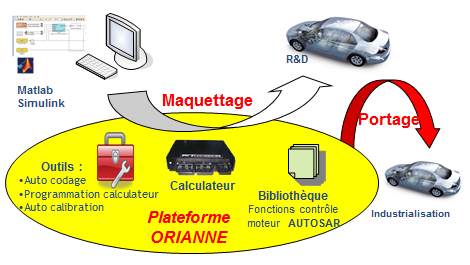 R&D
Matlab
Simulink
Maquettage
Portage
Outils :
•Auto codage
•Programmation calculateur
•Auto calibration
Calculateur
Bibliothèque
Fonctions contrôle
moteur AUTOSAR
Plateforme
ORIANNE
Industrialisation